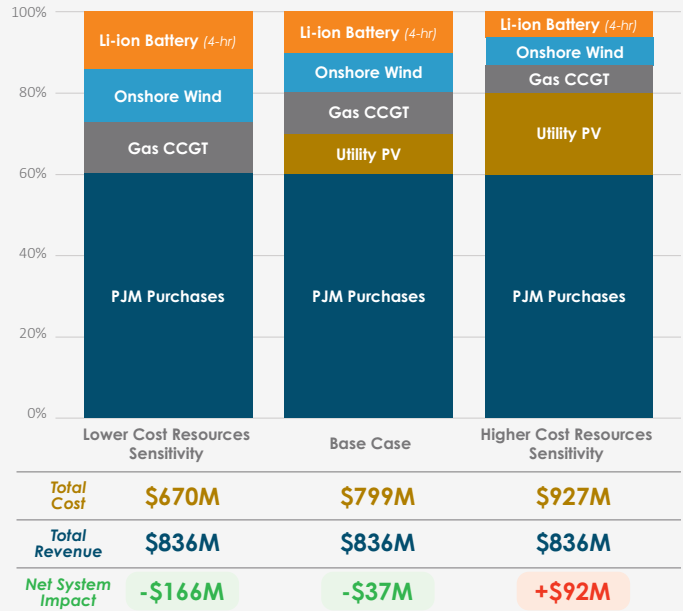 100%
80%
60%
40%
20%
0%
Li-ion Battery (4-hr)
Onshore Wind
Gas CCGT
PJM Purchases
Li-ion Battery (4-hr)
Onshore Wind
Gas CCGT
Utility PV
PJM Purchases
Li-ion Battery (4-hr)
Onshore Wind
Gas CCGT
Utility PV
PJM Purchases
Lower Cost Resources
Sensitivity
Base Case
Higher Cost Resources
Sensitivity
Total
Cost
$670M
$799M
$927M
Total
Revenue
$836M
$836M
$836M
Net System
Impact
-$166M
-$37M
+$92M